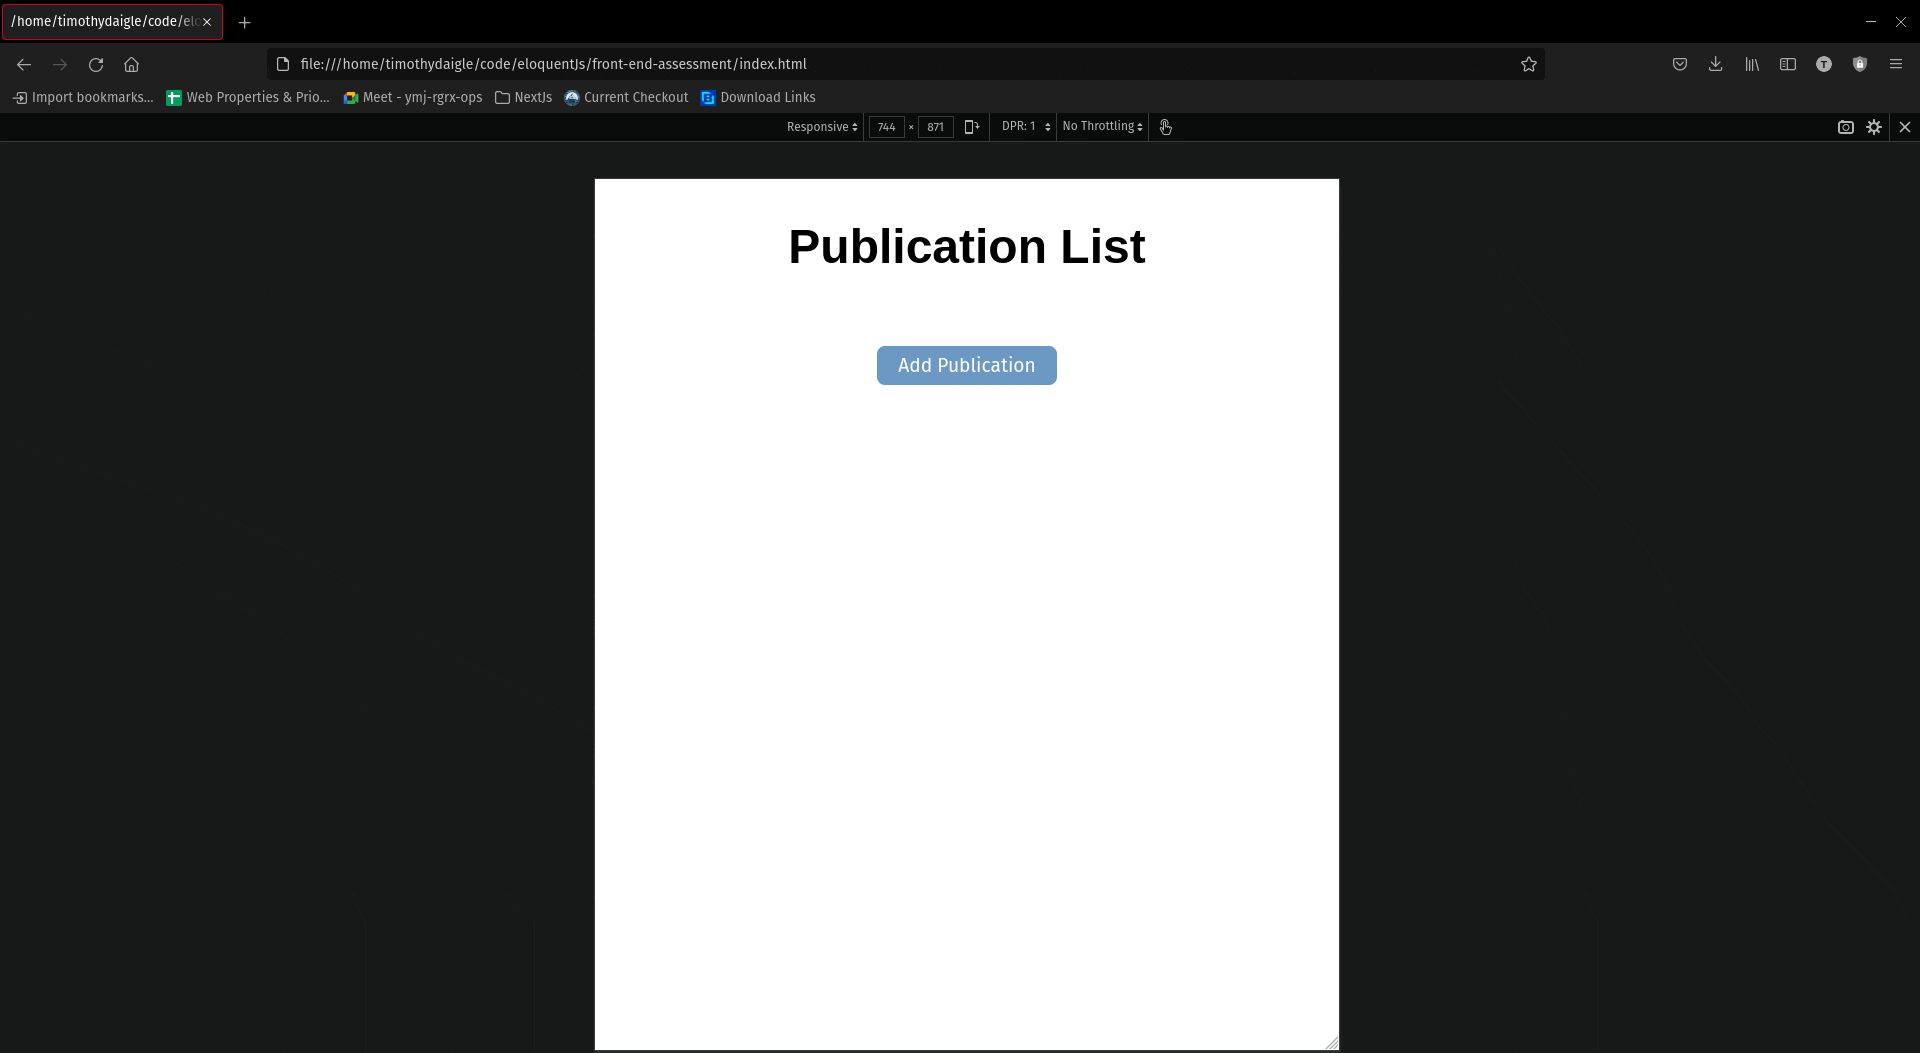 /home/timothydaigle/code/elo
file:///home/timothydaigle/code/eloquentJs/front-end-assessment/index.html
T
Import bookmarks... Web Properties & Prio... Meet - ymj-rgrx-ops NextJs Current Checkout Download Links
Responsive 744 × 871 DPR: 1 No Throttling
Publication List
Add Publication